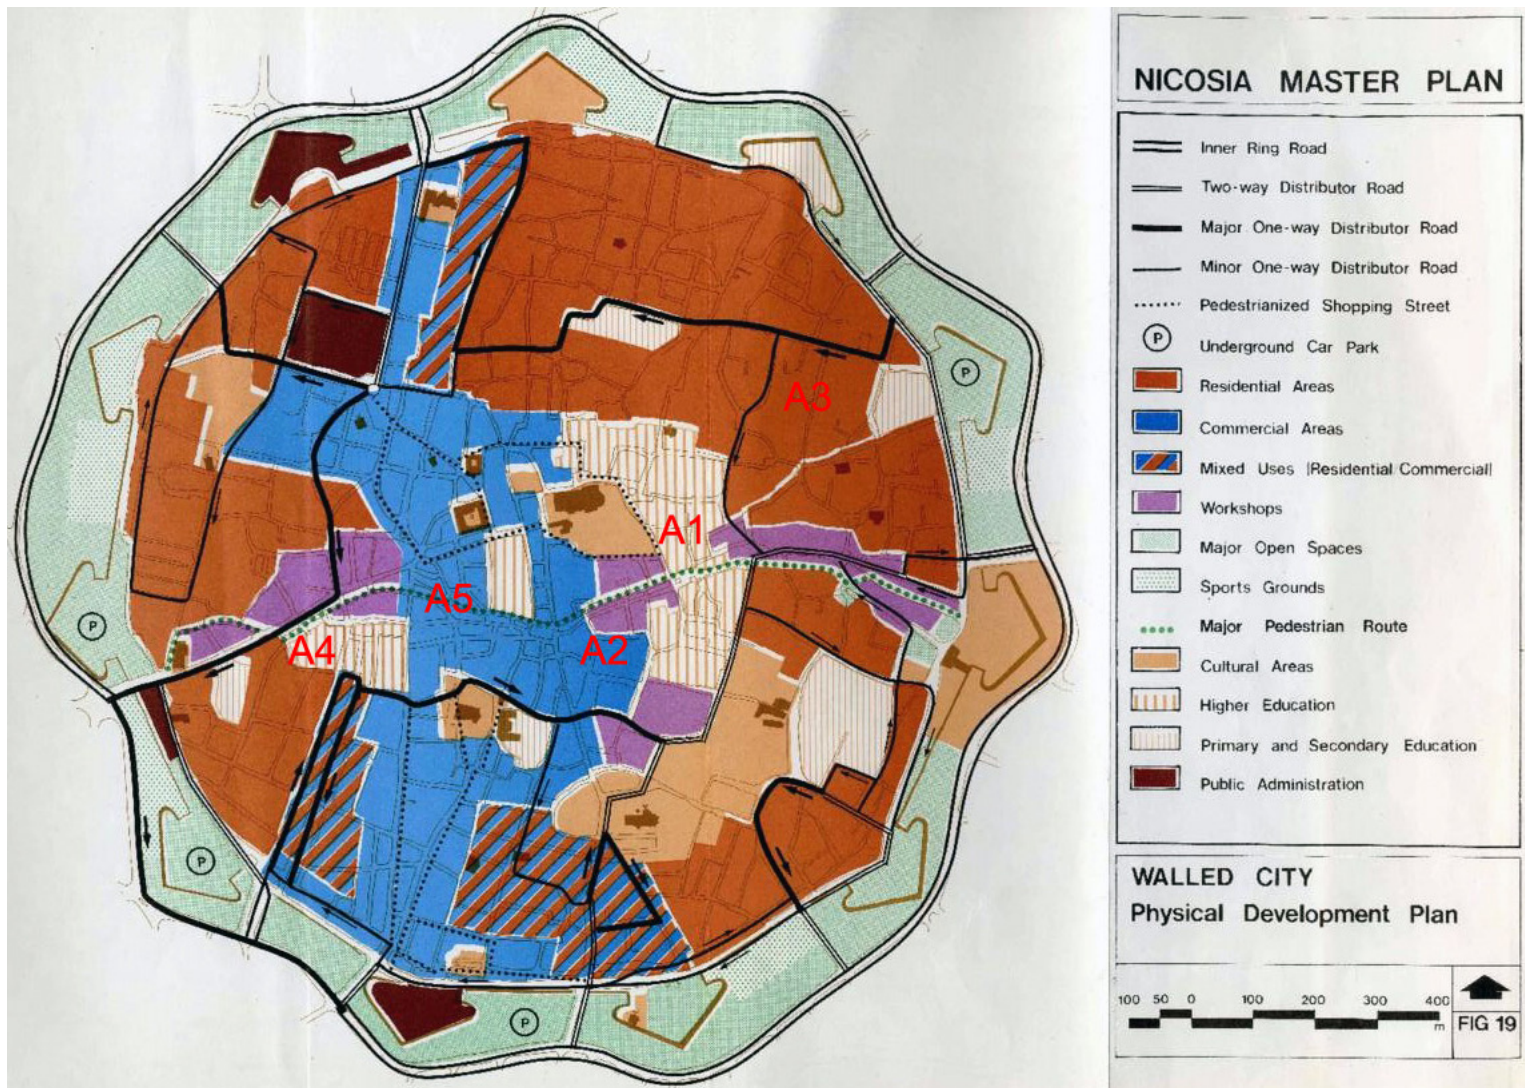 NICOSIA MASTER PLAN
Inner Ring Road
Two-way Distributor Road
Major One-way Distributor Road
Minor One-way Distributor Road
Pedestrianized Shopping Street
P Underground Car Park
Residential Areas
Commercial Areas
Mixed Uses |Residential/Commercial|
Workshops
Major Open Spaces
Sports Grounds
Major Pedestrian Route
Cultural Areas
Higher Education
Primary and Secondary Education
Public Administration
WALLED CITY
Physical Development Plan
100 50 0 100 200 300 400
m
FIG 19
P
A3
A1
A5
P
A4
A2
P
P